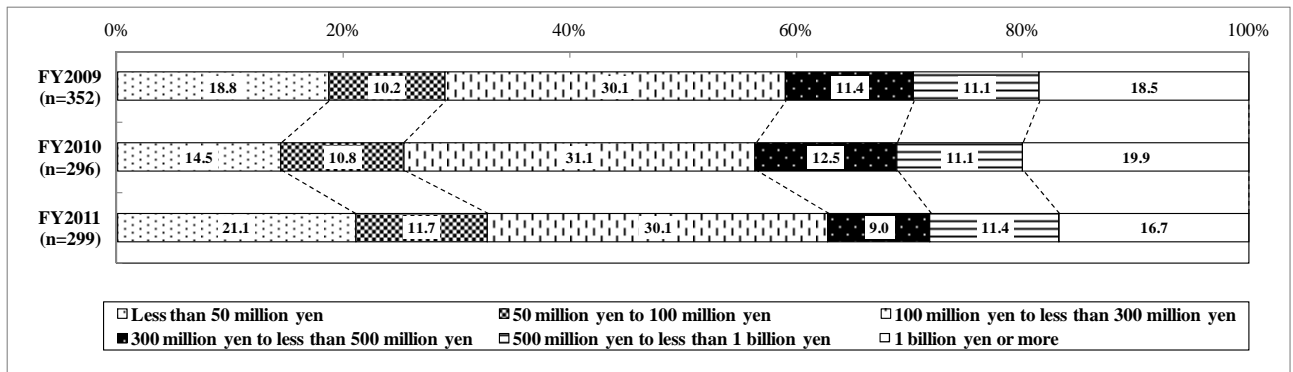 0% 20% 40% 60% 80% 100%
FY2009
(n=352)
18.8 10.2 30.1 11.4 11.1 18.5
FY2010
(n=296)
14.5 10.8 31.1 12.5 11.1 19.9
FY2011
(n=299)
21.1 11.7 30.1 9.0 11.4 16.7
Less than 50 million yen 50 million yen to 100 million yen 100 million yen to less than 300 million yen
300 million yen to less than 500 million yen 500 million yen to less than 1 billion yen 1 billion yen or more